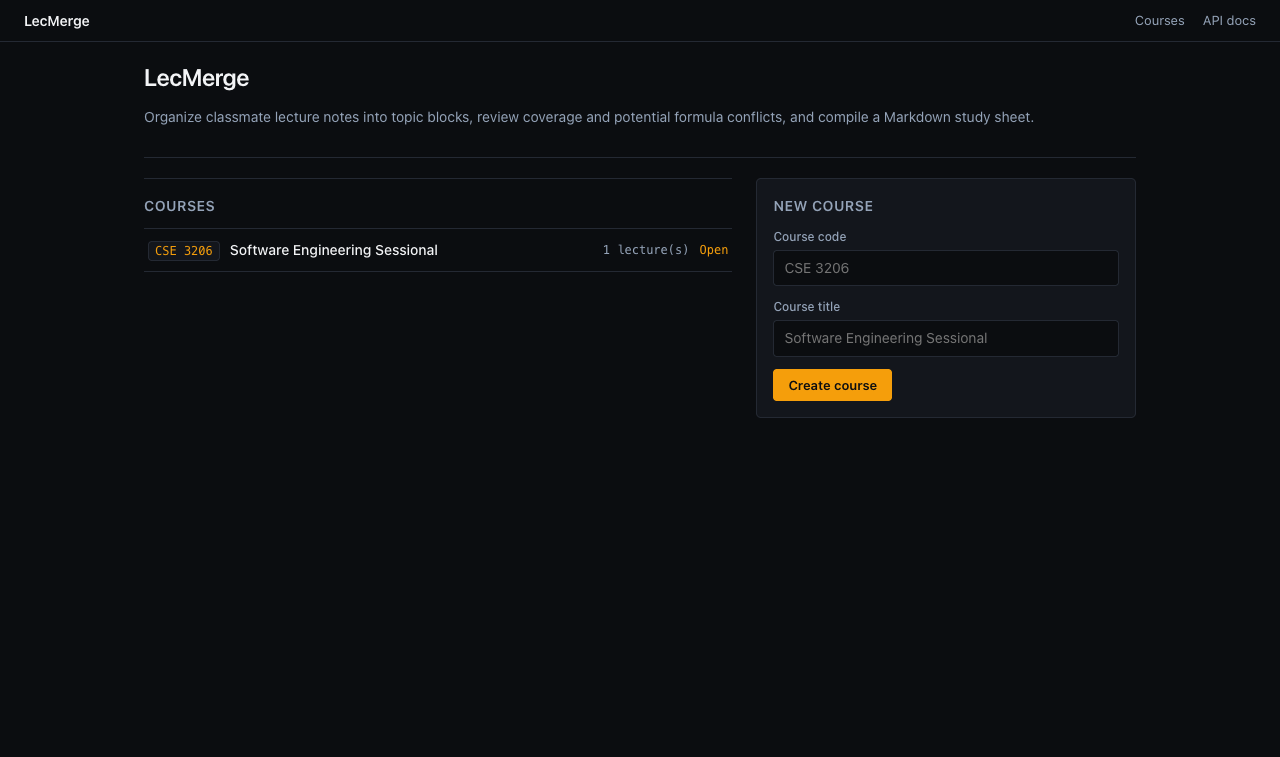 LecMerge
Courses API docs
LecMerge
Organize classmate lecture notes into topic blocks, review coverage and potential formula conflicts, and compile a Markdown study sheet.
COURSES
CSE 3206 Software Engineering Sessional 1 lecture(s) Open
NEW COURSE
Course code
CSE 3206
Course title
Software Engineering Sessional
Create course